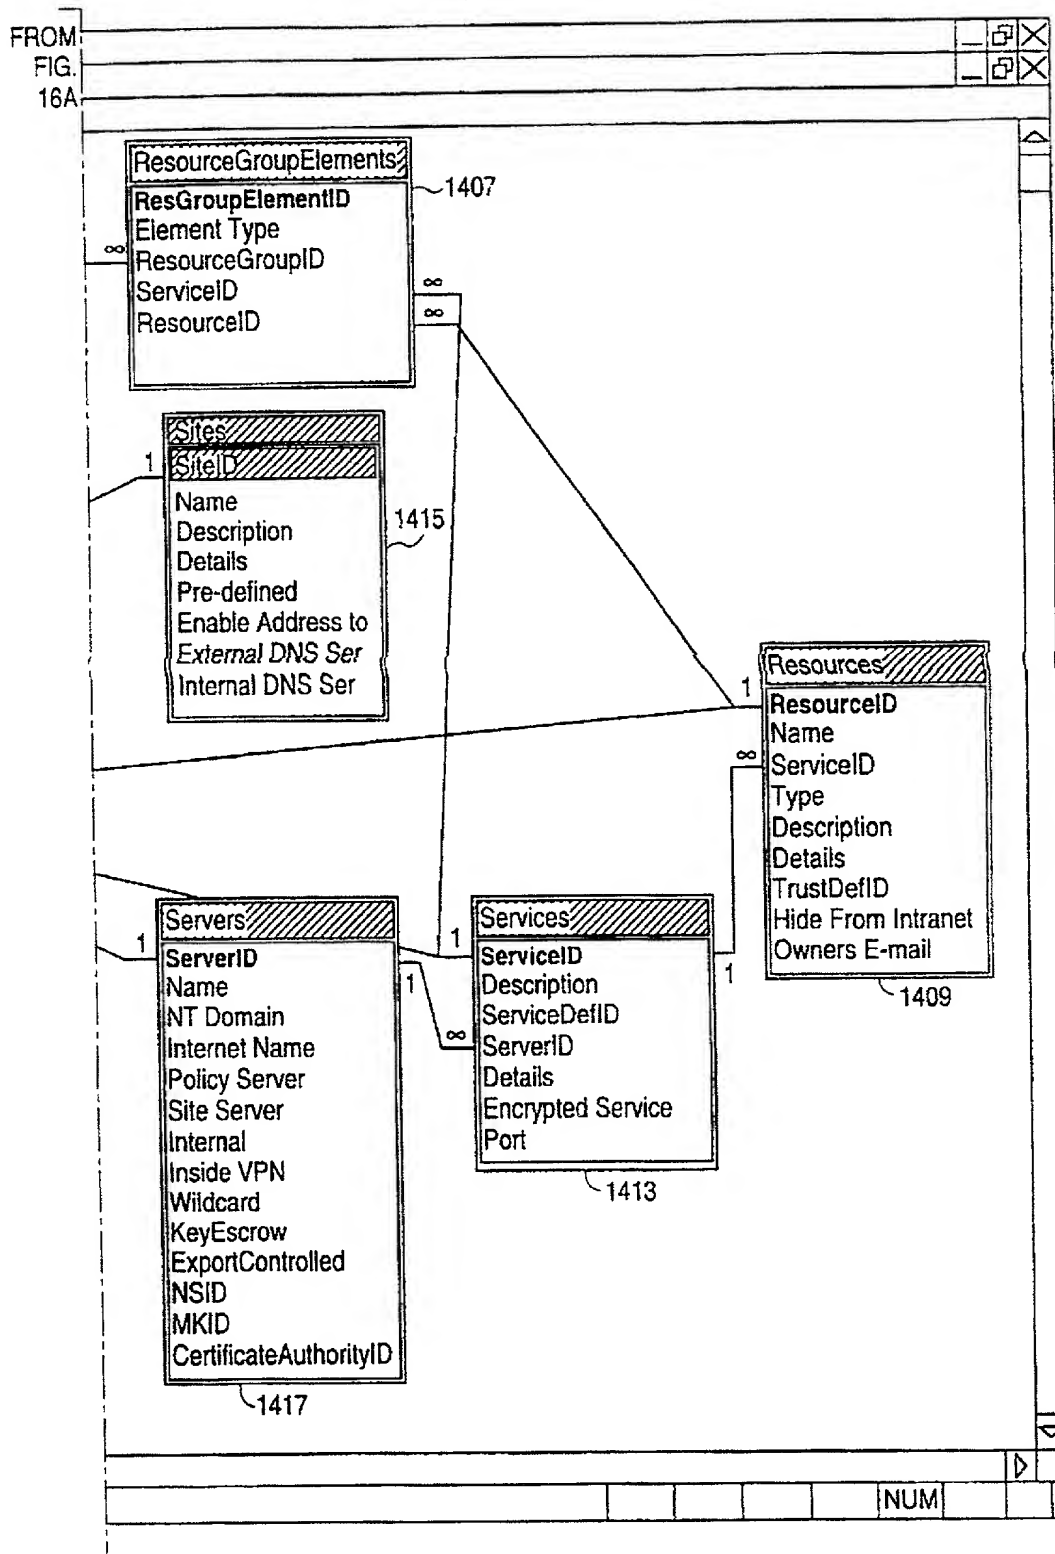 FROM
FIG.
16A
ResourceGroupElements
1407
ResGroupElementID
Element Type
∞
ResourceGroupID
ServiceID
∞
ResourceID
∞
Sites
SiteID
1
Name
Description
1415
Details
Pre-defined
Enable Address to
External DNS Ser
Internal DNS Ser
Resources
1
ResourceID
Name
∞
ServiceID
Type
Description
Details
TrustDefID
Hide From Intranet
Owners E-mail
1409
Servers
1
ServerID
Name
NT Domain
Internet Name
Policy Server
Site Server
Internal
Inside VPN
Wildcard
KeyEscrow
ExportControlled
NSID
MKID
CertificateAuthorityID
1417
Services
1
1
ServiceID
1
Description
ServiceDefID
∞
ServerID
Details
Encrypted Service
Port
1413
NUM